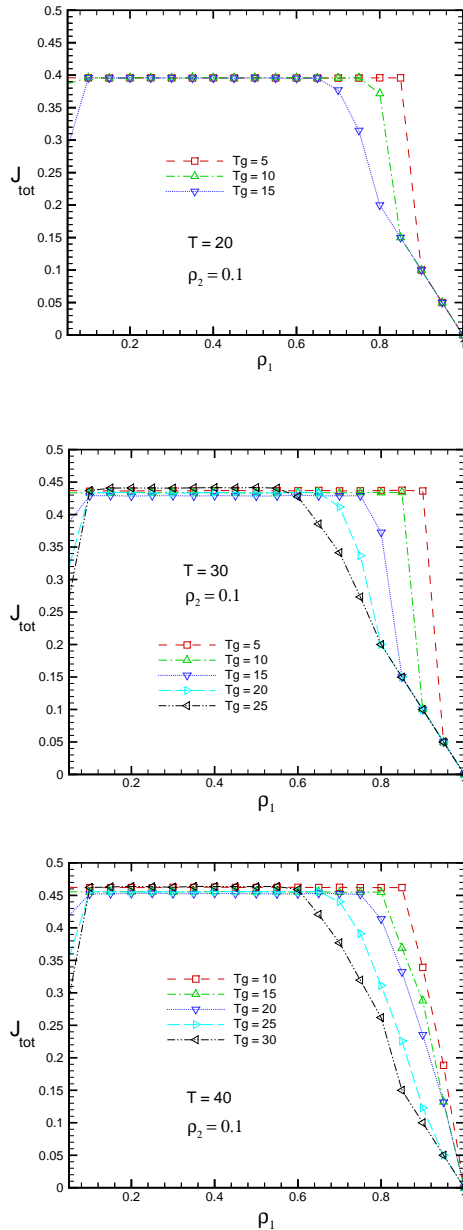 0.5
0.45
0.4
0.35
0.3
0.25
0.2
0.15
0.1
0.05
0
J_tot
Tg = 5
Tg = 10
Tg = 15
T = 20
ρ₂ = 0.1
0.2 0.4 0.6 0.8 1
ρ₁
0.5
0.45
0.4
0.35
0.3
0.25
0.2
0.15
0.1
0.05
0
J_tot
T = 30
ρ₂ = 0.1
Tg = 5
Tg = 10
Tg = 15
Tg = 20
Tg = 25
0.2 0.4 0.6 0.8 1
ρ₁
0.5
0.45
0.4
0.35
0.3
0.25
0.2
0.15
0.1
0.05
0
J_tot
Tg = 10
Tg = 15
Tg = 20
Tg = 25
Tg = 30
T = 40
ρ₂ = 0.1
0.2 0.4 0.6 0.8 1
ρ₁